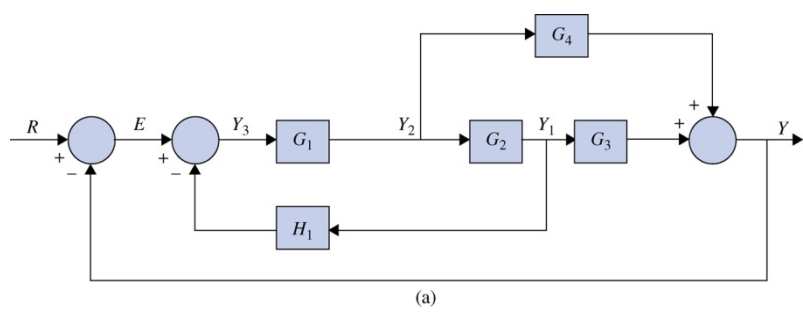 G₄
R
E
Y₃
G₁
Y₂
G₂
Y₁
G₃
Y
+
−
+
−
+
+
H₁
(a)